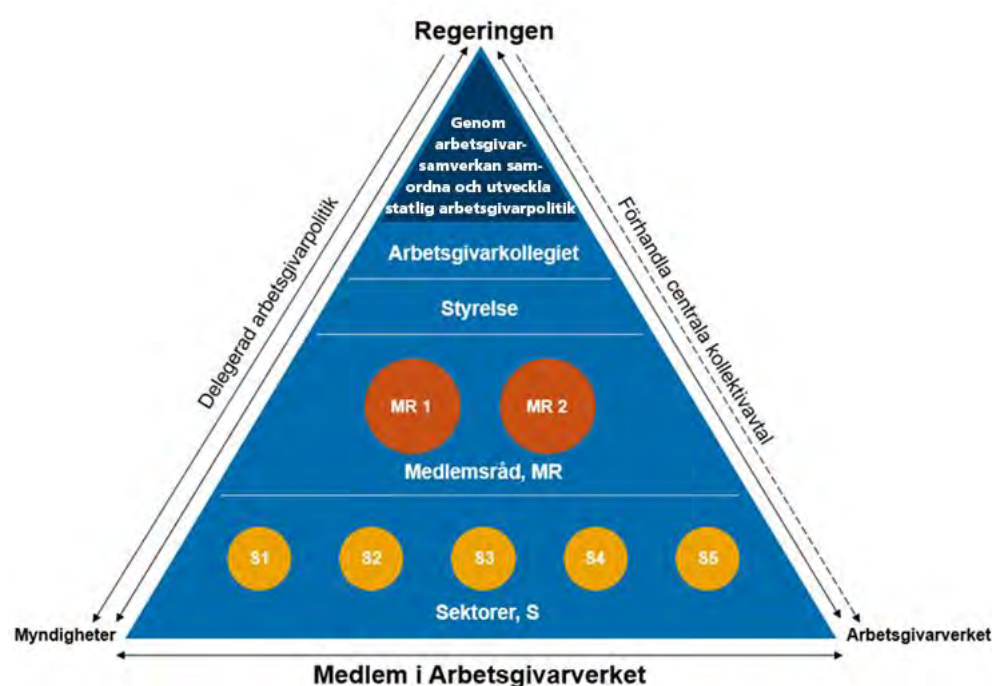 Regeringen
Genom
arbetsgivar-
samverkan sam-
ordna och utveckla
statlig arbetsgivarpolitik
Arbetsgivarkollegiet
Styrelse
MR 1
MR 2
Medlemsråd, MR
S1
S2
S3
S4
S5
Sektorer, S
Delegerad arbetsgivarpolitik
Förhandla centrala kollektivavtal
Myndigheter
Arbetsgivarverket
Medlem i Arbetsgivarverket